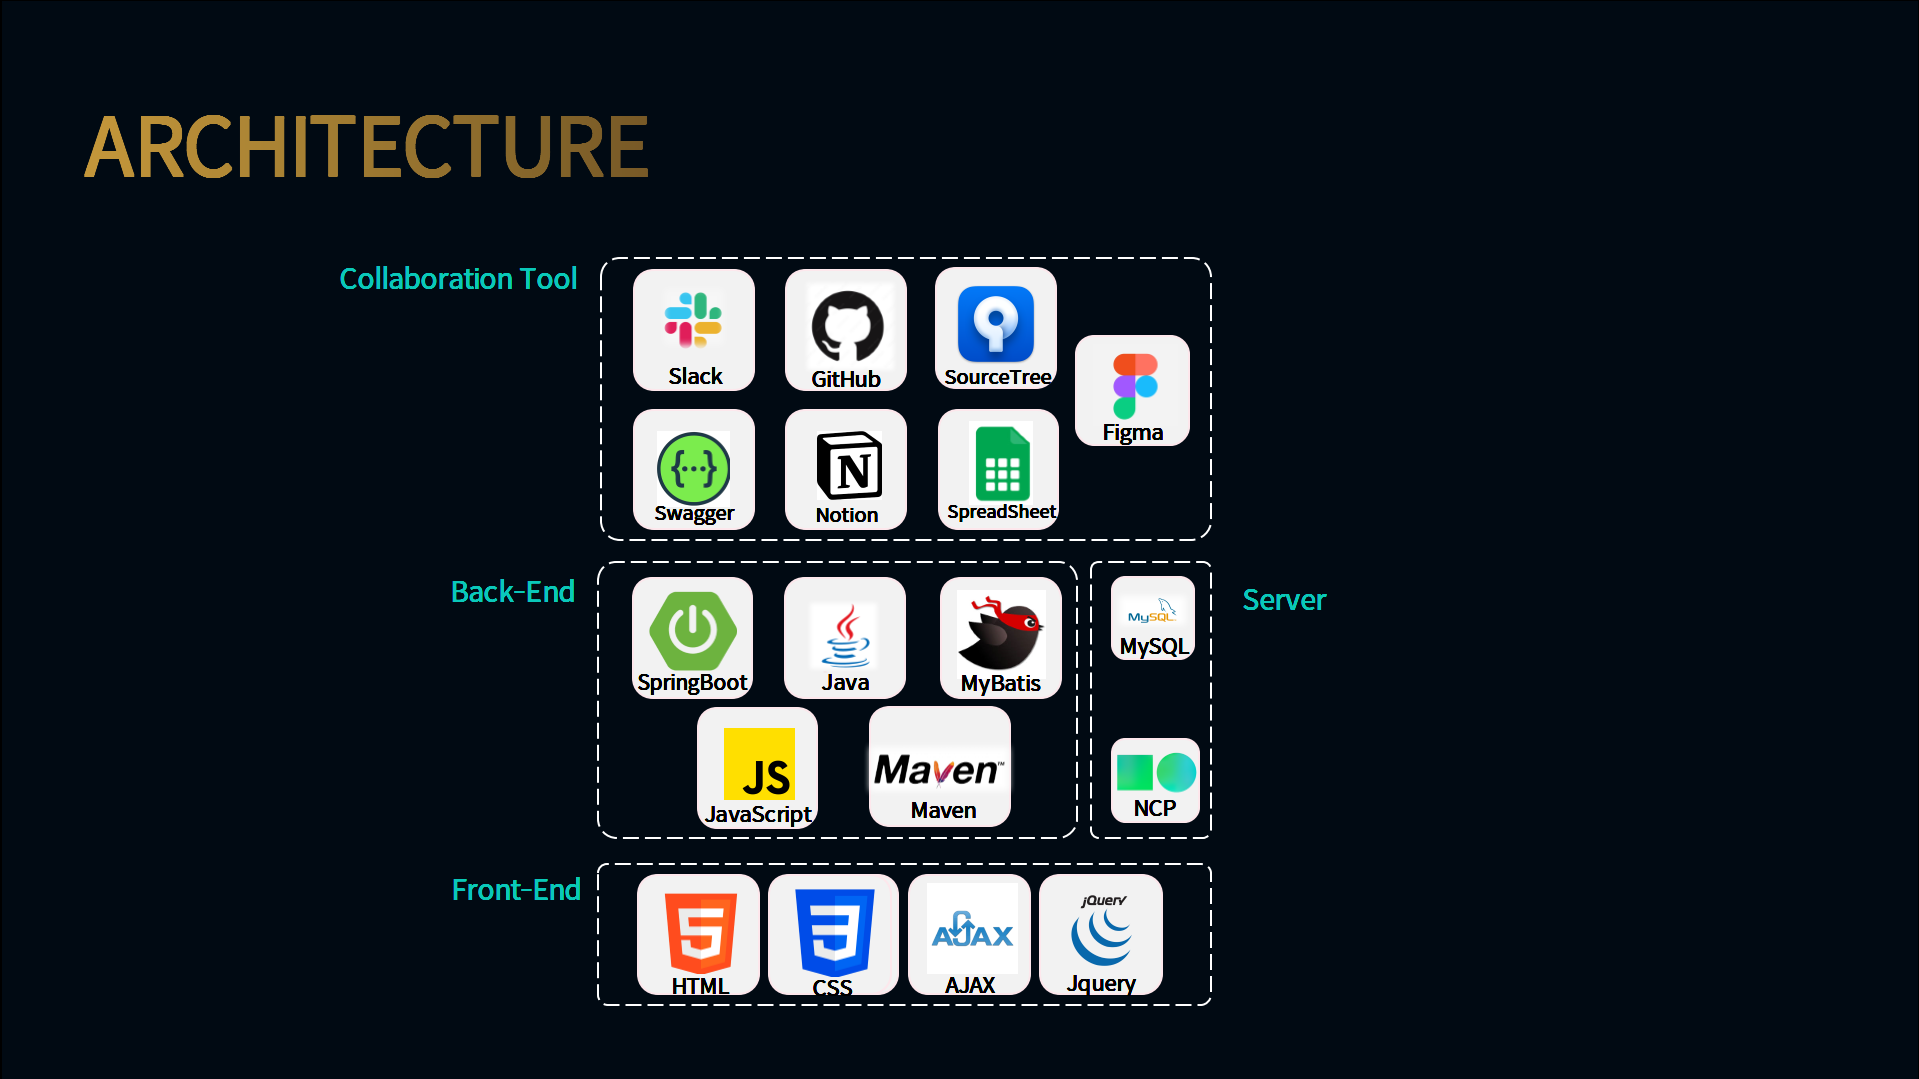 ARCHITECTURE
Collaboration Tool
Slack
GitHub
SourceTree
Figma
Swagger
N
Notion
SpreadSheet
Back-End
SpringBoot
Java
MyBatis
JS
JavaScript
Maven™
Maven
Server
MySQL
MySQL
NCP
Front-End
HTML
CSS
AJAX
AJAX
jQuery
Jquery